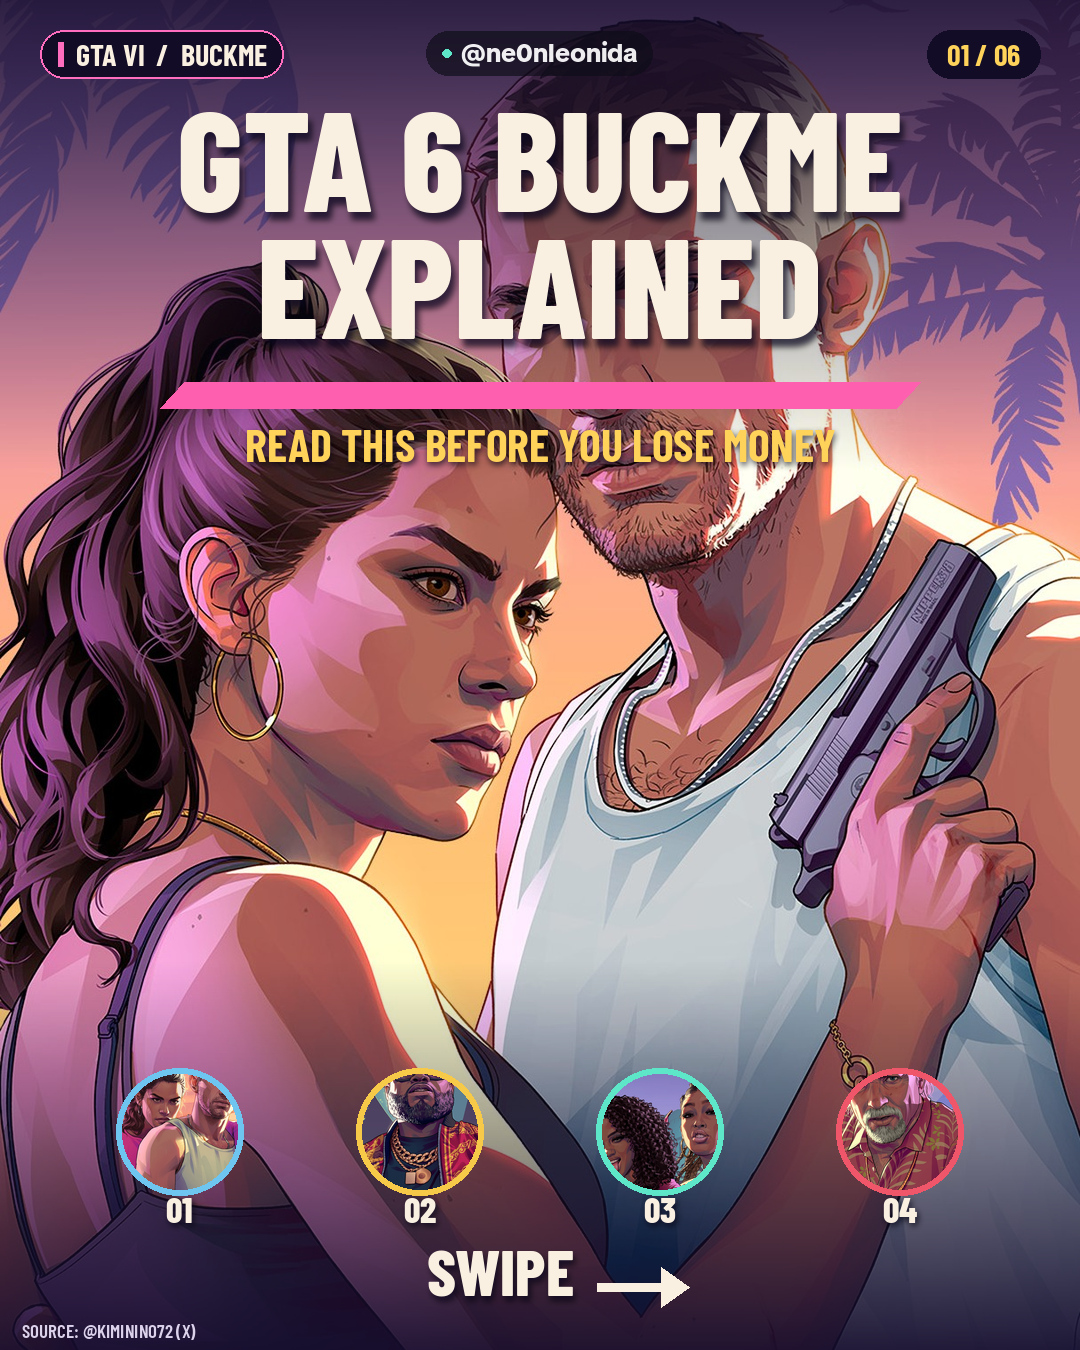 GTA VI / BUCKME
@ne0nleonida
01 / 06
GTA 6 BUCKME
EXPLAINED
READ THIS BEFORE YOU LOSE MONEY
01
02
03
04
SWIPE
SOURCE: @KIMININ072 (X)